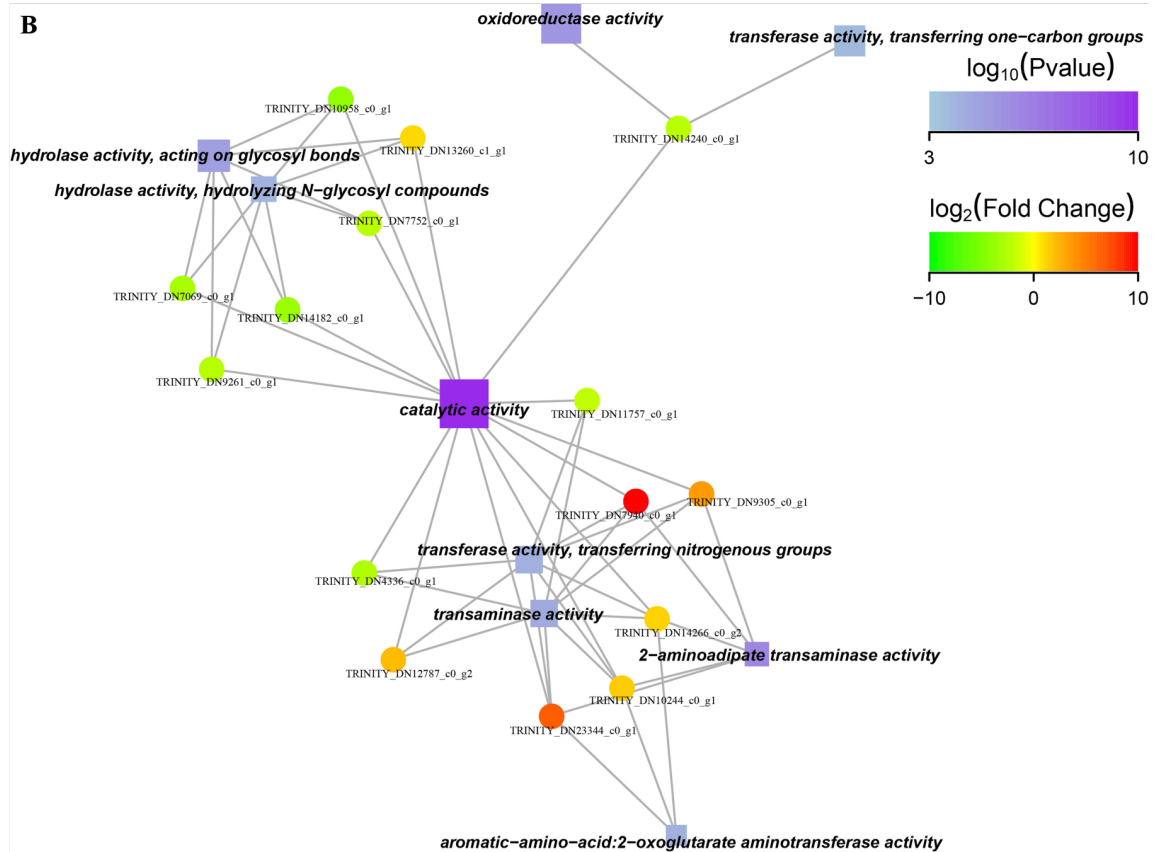 B
oxidoreductase activity
transferase activity, transferring one−carbon groups
log10(Pvalue)
3 10
TRINITY_DN10958_c0_g1
TRINITY_DN14240_c0_g1
TRINITY_DN13260_c1_g1
hydrolase activity, acting on glycosyl bonds
hydrolase activity, hydrolyzing N−glycosyl compounds
log2(Fold Change)
−10 0 10
TRINITY_DN7752_c0_g1
TRINITY_DN7069_c0_g1
TRINITY_DN14182_c0_g1
TRINITY_DN9261_c0_g1
catalytic activity
TRINITY_DN11757_c0_g1
TRINITY_DN9305_c0_g1
TRINITY_DN7940_c0_g1
transferase activity, transferring nitrogenous groups
TRINITY_DN4336_c0_g1
transaminase activity
TRINITY_DN14266_c0_g2
2−aminoadipate transaminase activity
TRINITY_DN12787_c0_g2
TRINITY_DN10244_c0_g1
TRINITY_DN23344_c0_g1
aromatic−amino−acid:2−oxoglutarate aminotransferase activity